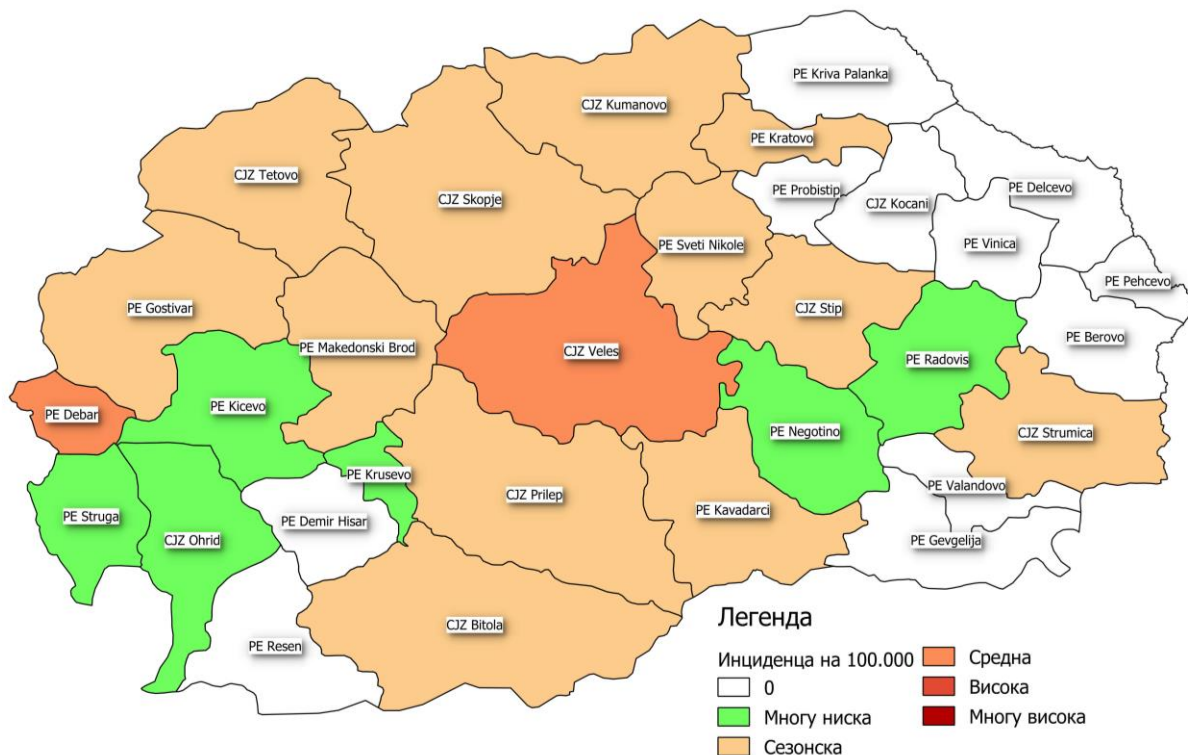 PE Kriva Palanka
CJZ Kumanovo
PE Kratovo
CJZ Tetovo
CJZ Skopje
PE Probistip
CJZ Kocani
PE Delcevo
PE Sveti Nikole
PE Vinica
PE Pehcevo
PE Gostivar
CJZ Stip
PE Makedonski Brod
CJZ Veles
PE Radovis
PE Berovo
PE Debar
PE Kicevo
PE Negotino
CJZ Strumica
PE Krusevo
CJZ Prilep
PE Valandovo
PE Struga
PE Demir Hisar
PE Kavadarci
CJZ Ohrid
PE Gevgelija
CJZ Bitola
PE Resen
Легенда
Инциденца на 100.000
0
Многу ниска
Сезонска
Средна
Висока
Многу висока